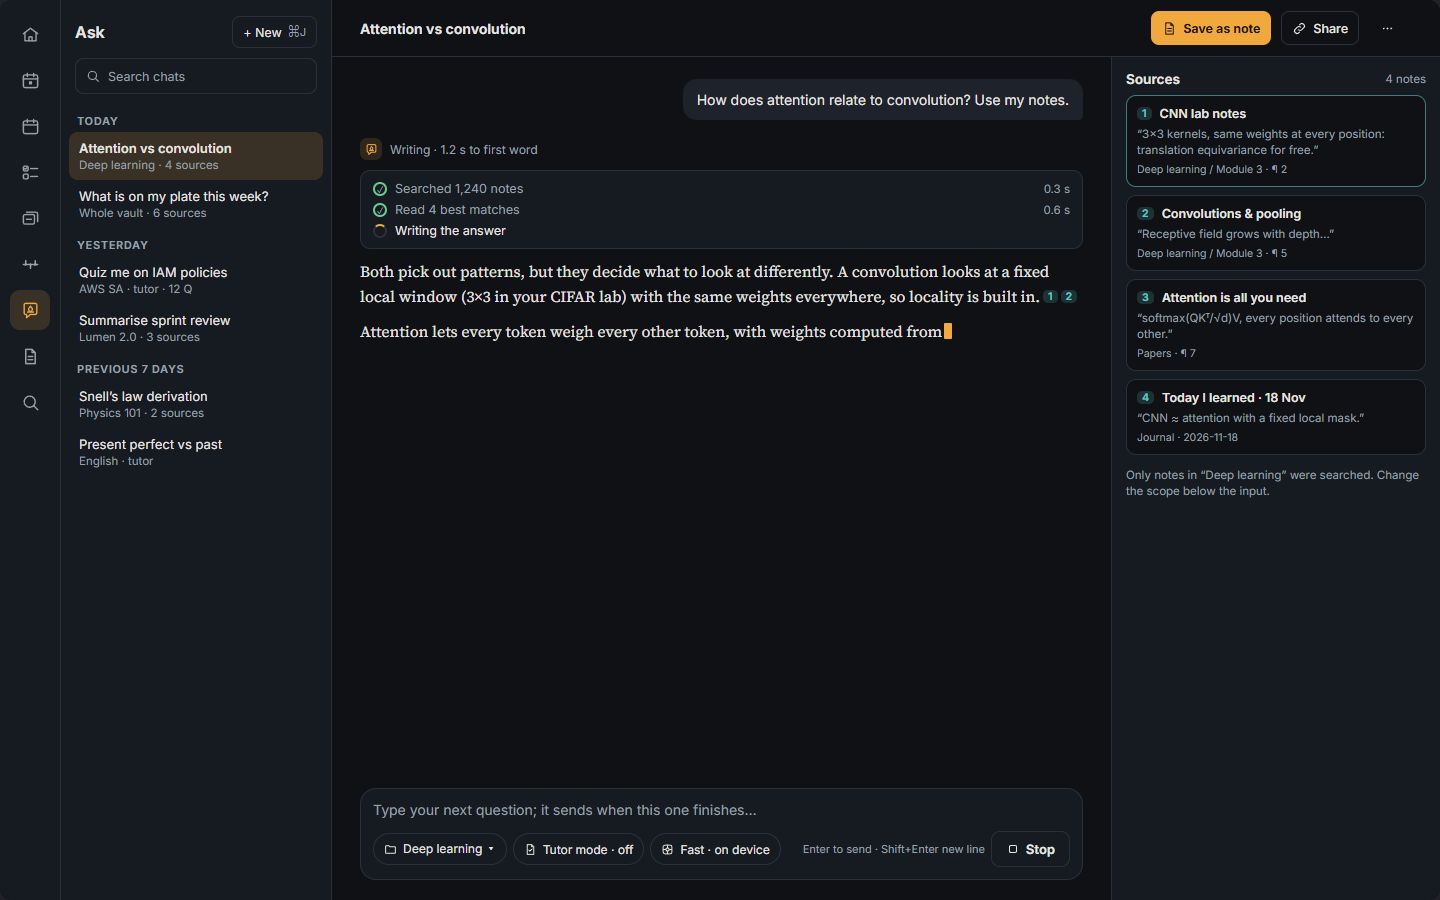 Ask
+ New ⌘J
Search chats
TODAY
Attention vs convolution
Deep learning · 4 sources
What is on my plate this week?
Whole vault · 6 sources
YESTERDAY
Quiz me on IAM policies
AWS SA · tutor · 12 Q
Summarise sprint review
Lumen 2.0 · 3 sources
PREVIOUS 7 DAYS
Snell’s law derivation
Physics 101 · 2 sources
Present perfect vs past
English · tutor
Attention vs convolution
Save as note
Share
How does attention relate to convolution? Use my notes.
Writing · 1.2 s to first word
Searched 1,240 notes 0.3 s
Read 4 best matches 0.6 s
Writing the answer
Both pick out patterns, but they decide what to look at differently. A convolution looks at a fixed
local window (3×3 in your CIFAR lab) with the same weights everywhere, so locality is built in. 1 2
Attention lets every token weigh every other token, with weights computed from
Type your next question; it sends when this one finishes…
Deep learning
Tutor mode · off
Fast · on device
Enter to send · Shift+Enter new line
Stop
Sources
4 notes
1 CNN lab notes
“3×3 kernels, same weights at every position:
translation equivariance for free.”
Deep learning / Module 3 · ¶ 2
2 Convolutions & pooling
“Receptive field grows with depth…”
Deep learning / Module 3 · ¶ 5
3 Attention is all you need
“softmax(QKᵀ/√d)V, every position attends to every
other.”
Papers · ¶ 7
4 Today I learned · 18 Nov
“CNN ≈ attention with a fixed local mask.”
Journal · 2026-11-18
Only notes in “Deep learning” were searched. Change
the scope below the input.